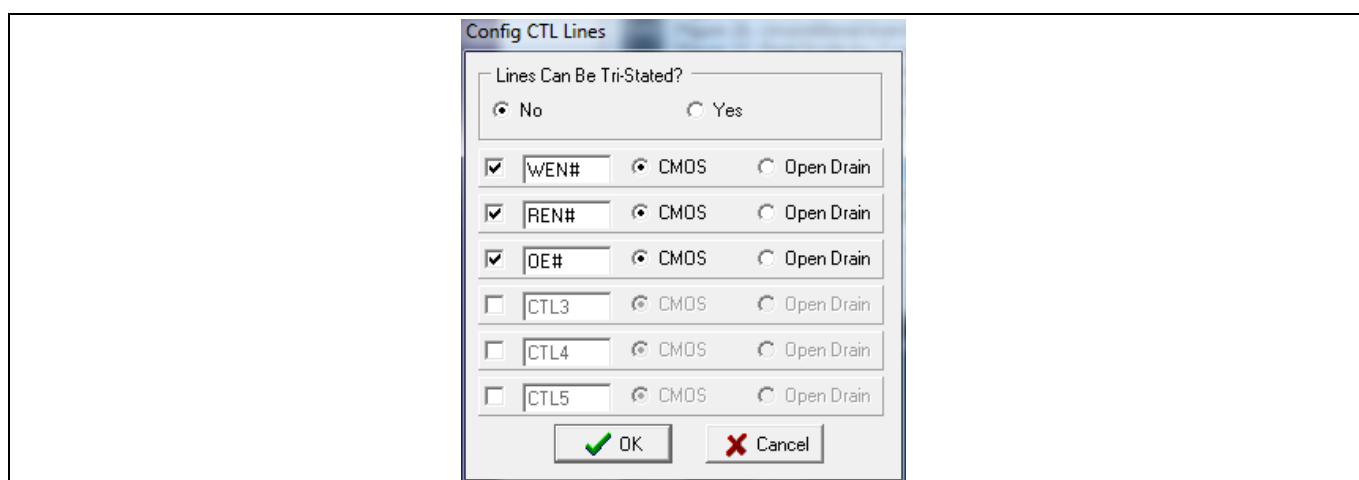 Config CTL Lines
Lines Can Be Tri-Stated?
No Yes
WEN# CMOS Open Drain
REN# CMOS Open Drain
OE# CMOS Open Drain
CTL3 CMOS Open Drain
CTL4 CMOS Open Drain
CTL5 CMOS Open Drain
OK Cancel